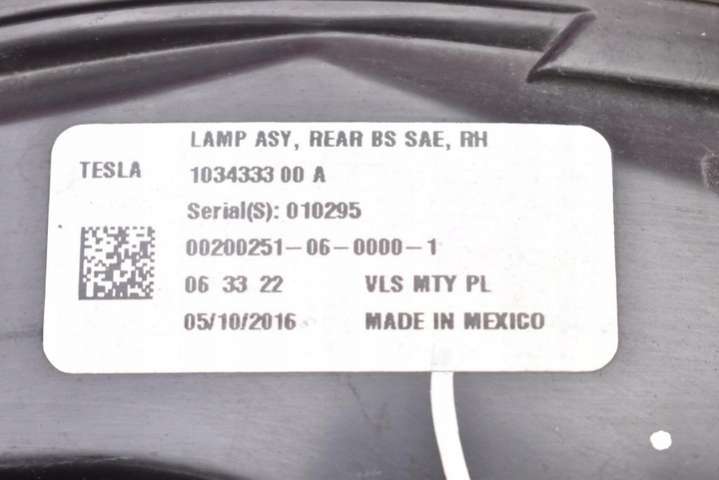 LAMP ASY, REAR BS SAE, RH
TESLA 1034333 00 A
Serial(S): 010295
00200251-06-0000-1
06 33 22 VLS MTY PL
05/10/2016 MADE IN MEXICO